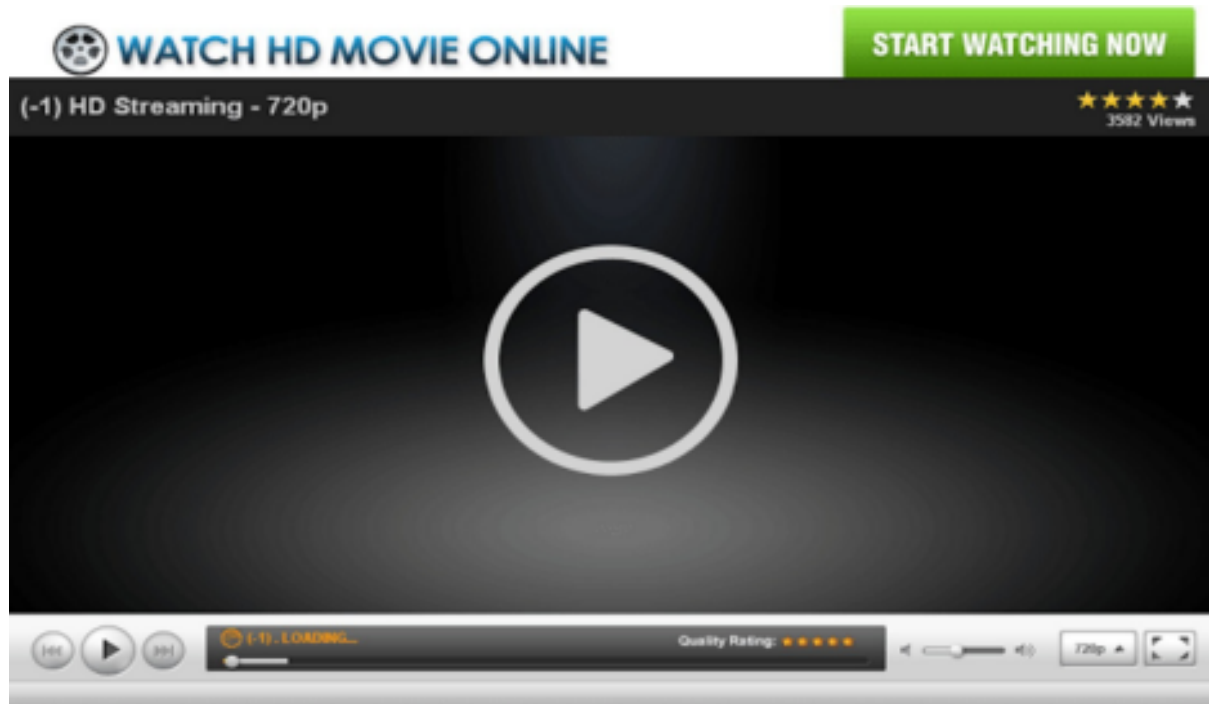 WATCH HD MOVIE ONLINE
START WATCHING NOW
(-1) HD Streaming - 720p
3582 Views
(-1) . LOADING...
Quality Rating:
720p